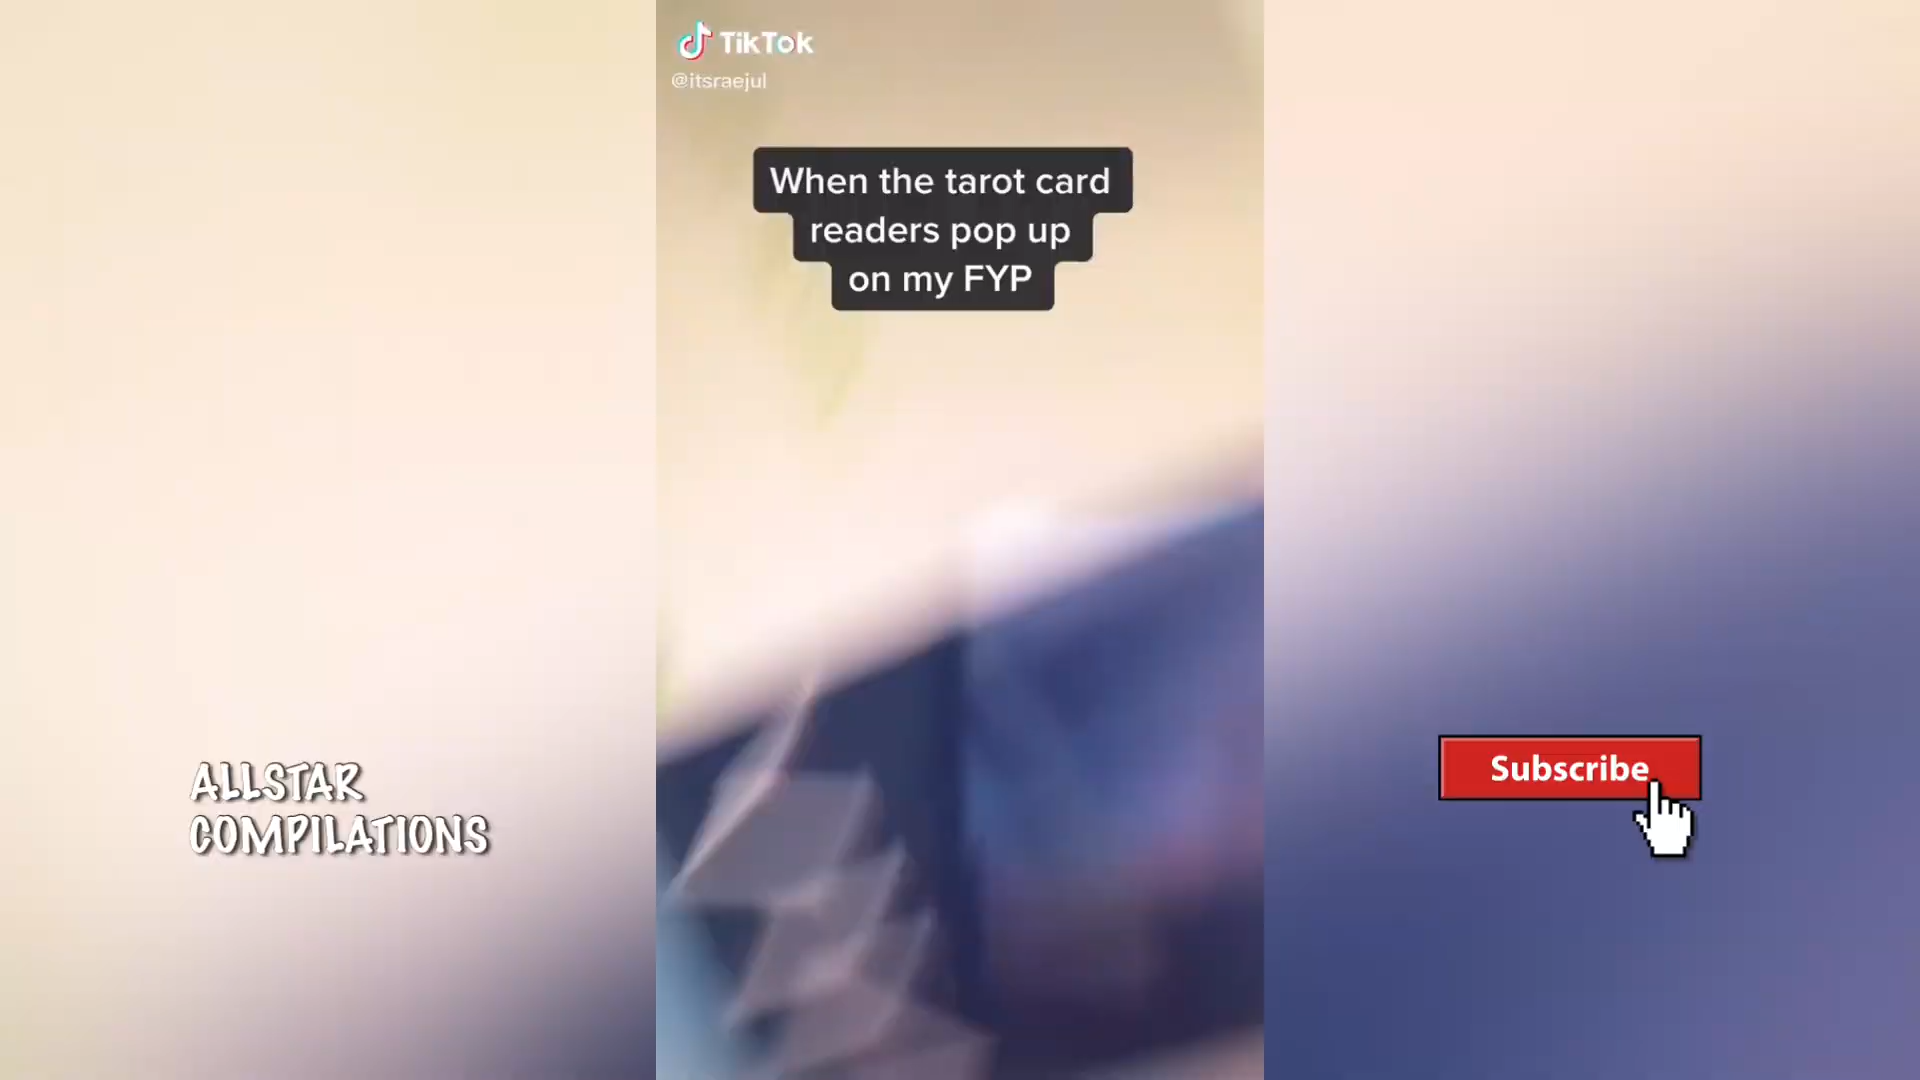 TikTok
@itsraejul
When the tarot card
readers pop up
on my FYP
ALLSTAR
COMPILATIONS
Subscribe